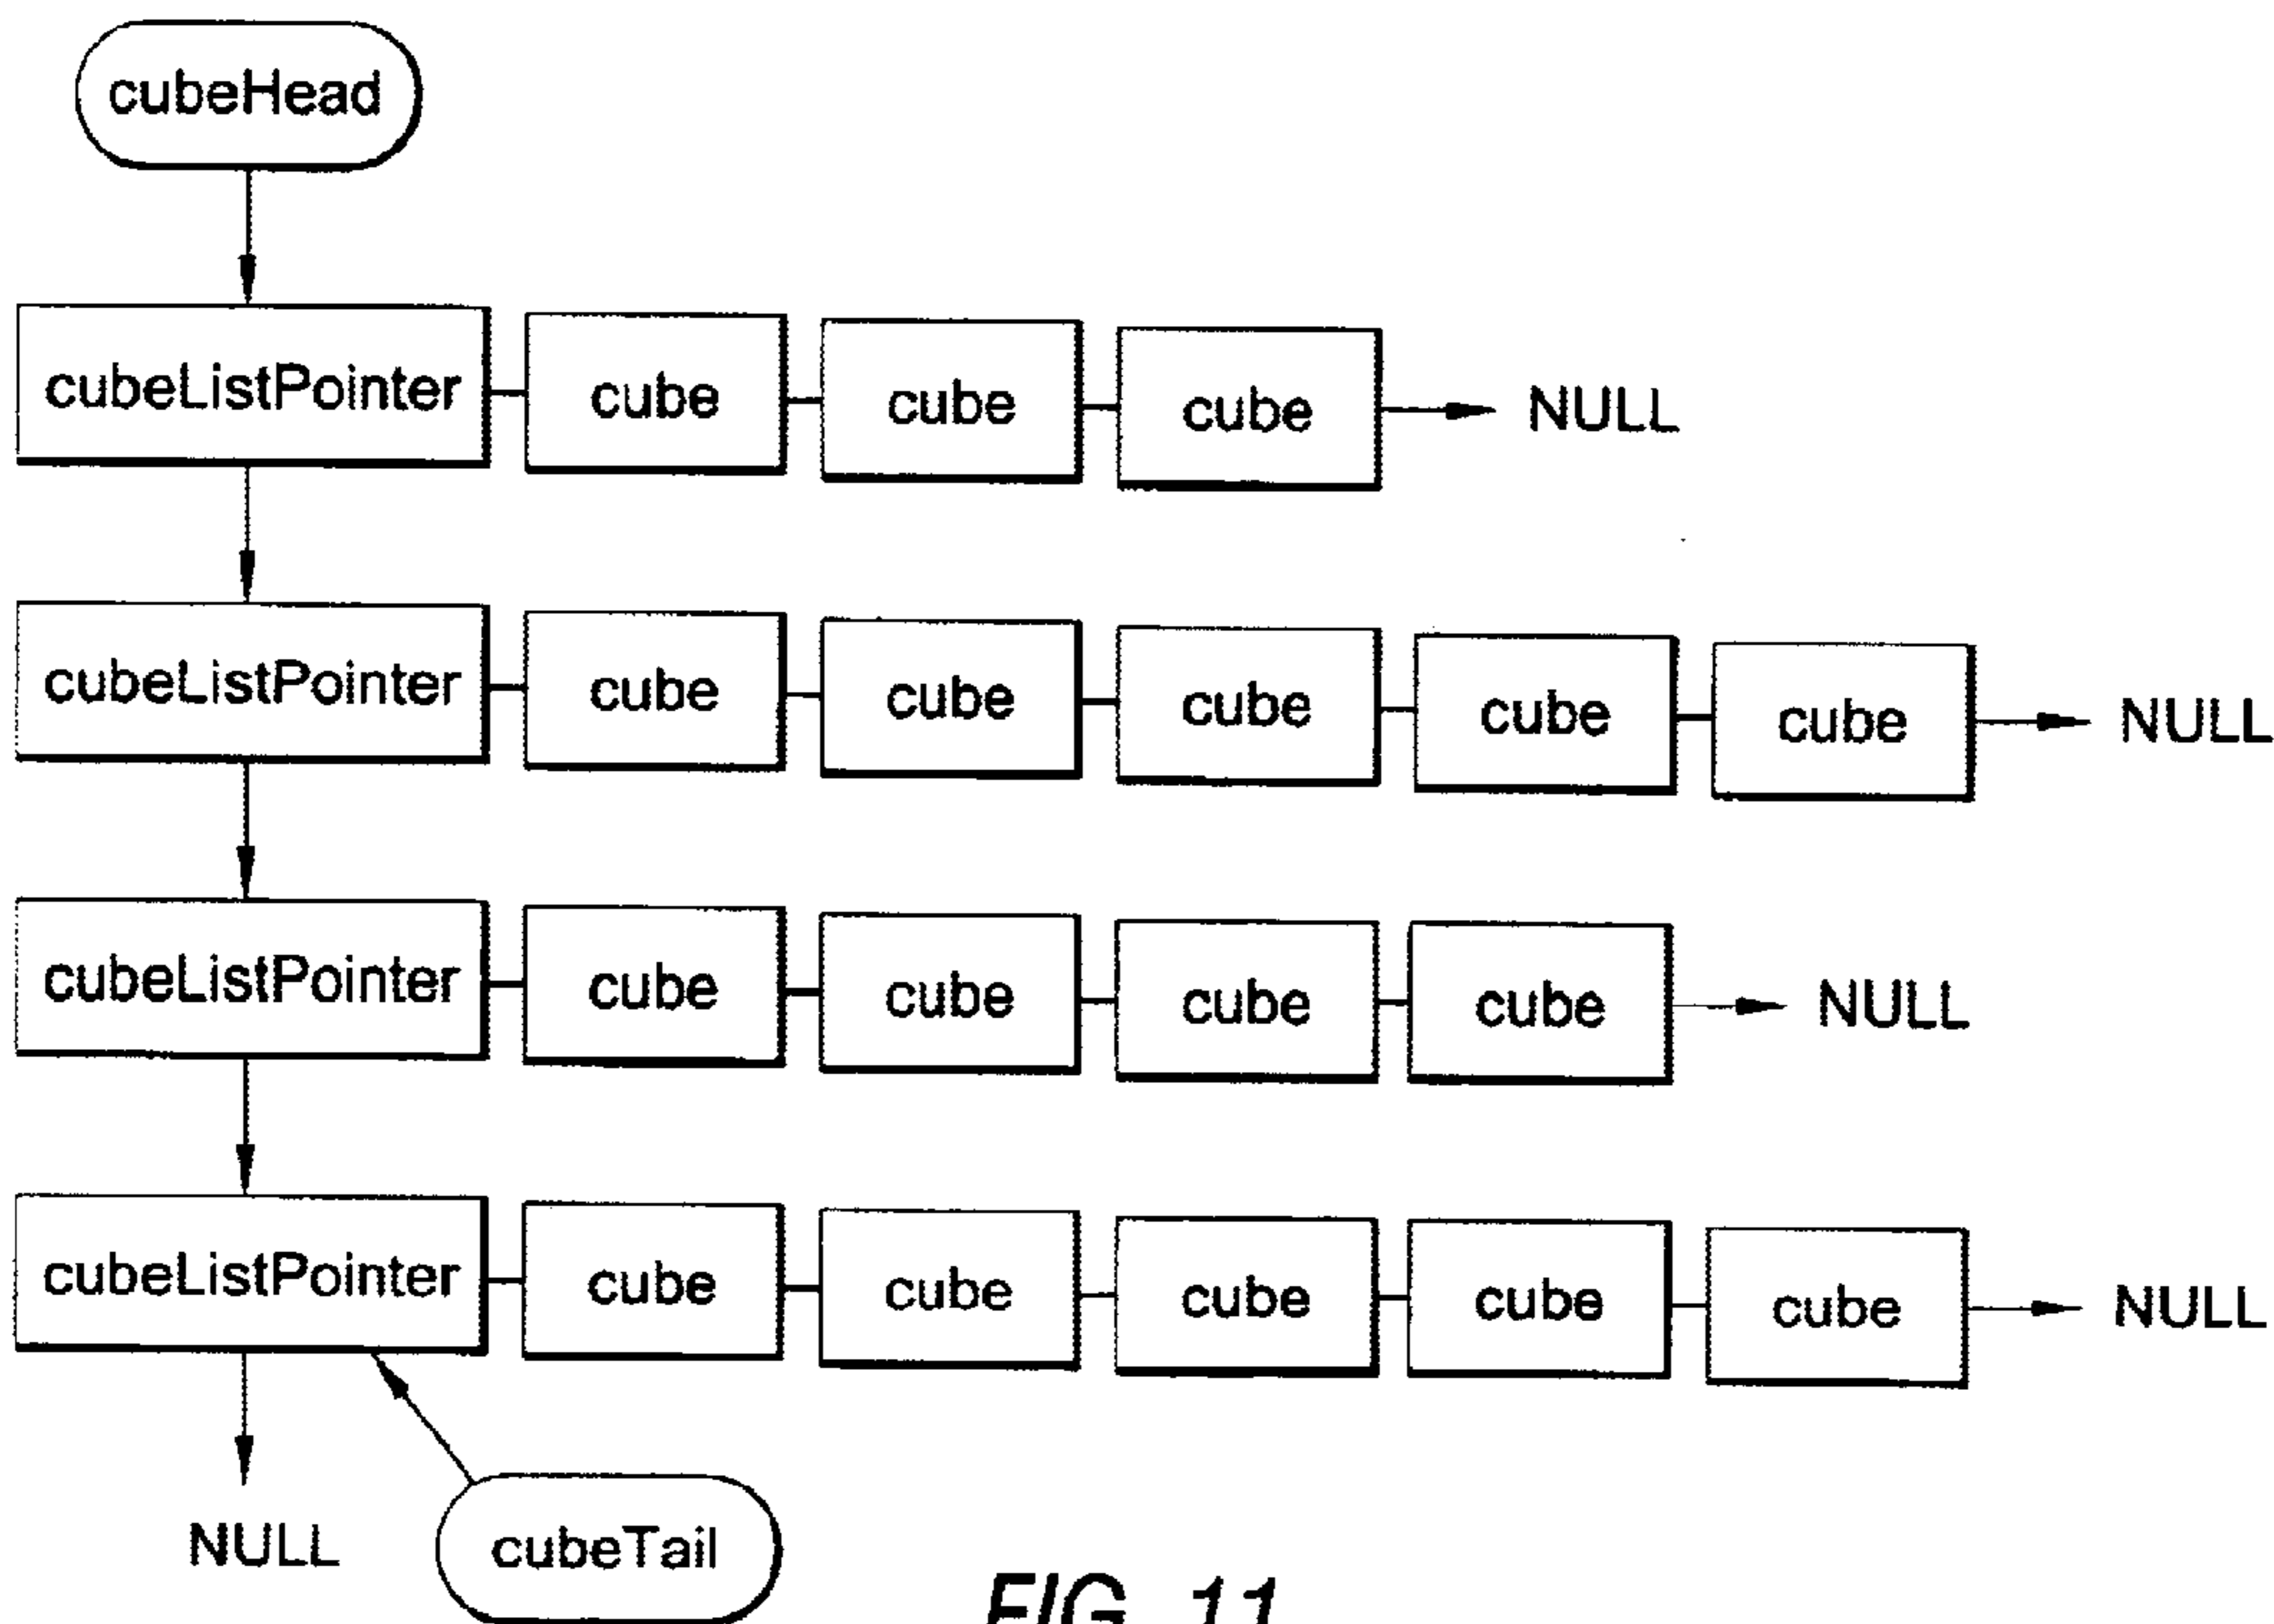 cubeHead
cubeListPointer cube cube cube NULL
cubeListPointer cube cube cube cube cube NULL
cubeListPointer cube cube cube cube NULL
cubeListPointer cube cube cube cube cube NULL
NULL cubeTail
FIG. 11